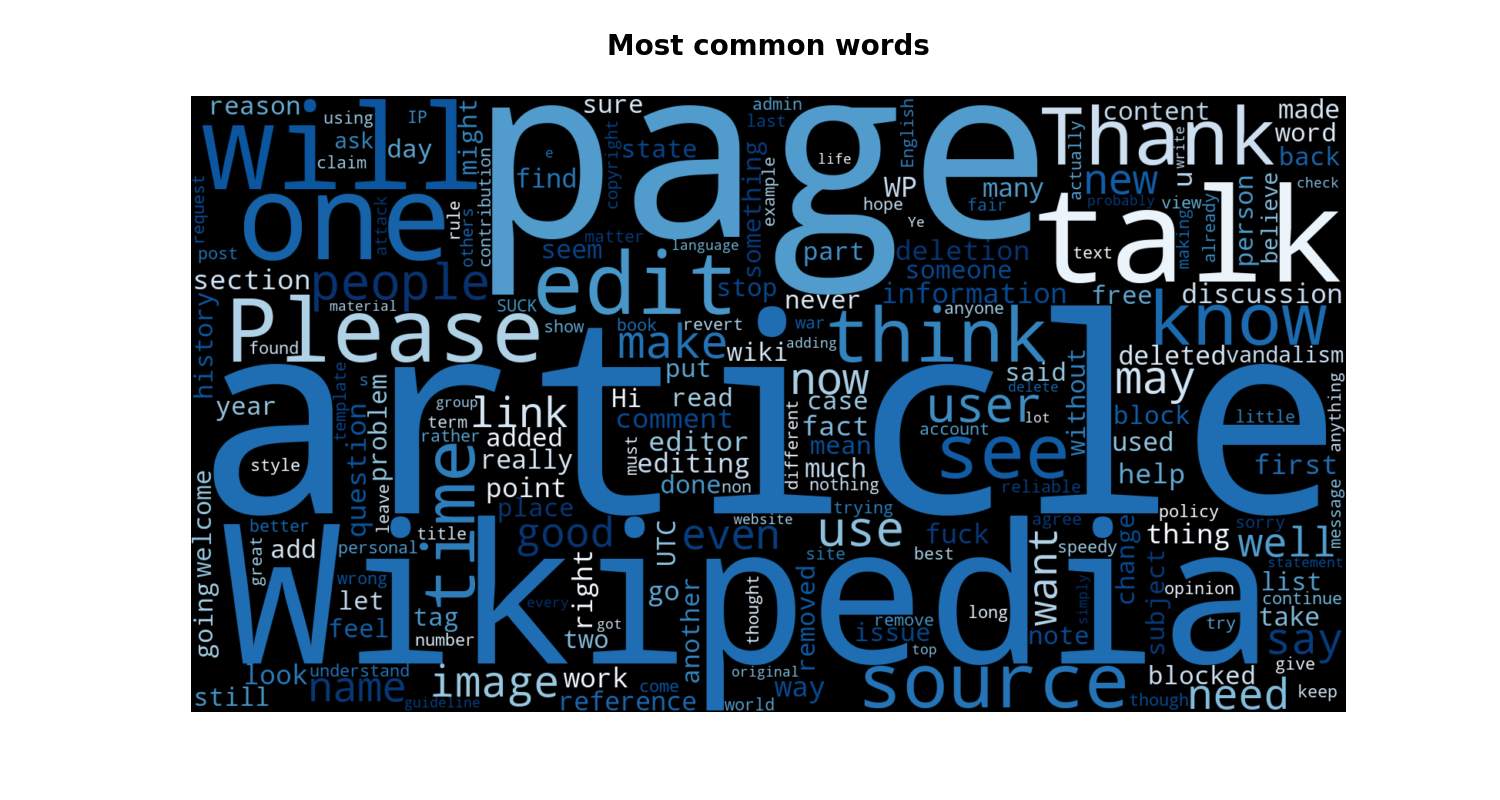 Most common words
reason using IP ask day claim might will page sure admin last Thank content made word back
request one attack rule others contribution find e copyright state something example life WP hope Ye many fair English actually new probably u write view check
post section people material seem matter language talk text making already person believe
history Please found SUCK edit stop part never deletion someone information anyone free discussion
show book revert make wiki war adding think know deleted vandalism
article
year s template problem group term rather link added really point put Hi read comment editor editing must done non different now case fact mean much nothing said delete user lot account see reliable without may block used help little first anything
style question leave time place good even website trying use fuck agree policy thing sorry well message statement
going welcome better great add personal title wrong let feel tag number every got right two UTC go another thought removed site best speedy want change simply subject opinion list continue take try say
Wikipedia
look understand still name guideline image work reference come original world way issue remove top long source note though blocked need give keep